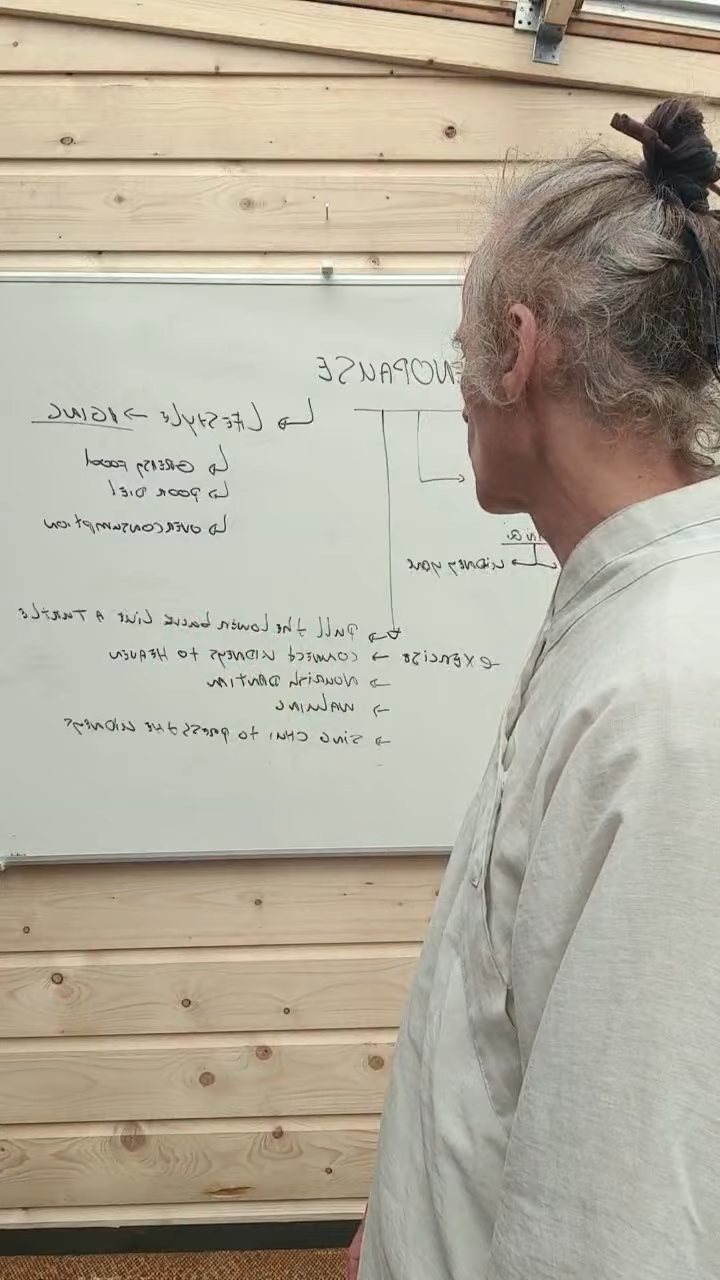 ENOPAUSE
↳ LIFESTYLE → AGING
↳ GREASY FOOD
↳ POOR DIET
↳ OVERCONSUMPTION
KIDNEY
→ PULL THE LOWER BACK LIKE A TURTLE
EXERCISE → CONNECT KIDNEYS TO HEAVEN
→ NOURISH DANTIAN
→ WALKING
→ SING CHUI TO PRESS THE KIDNEYS